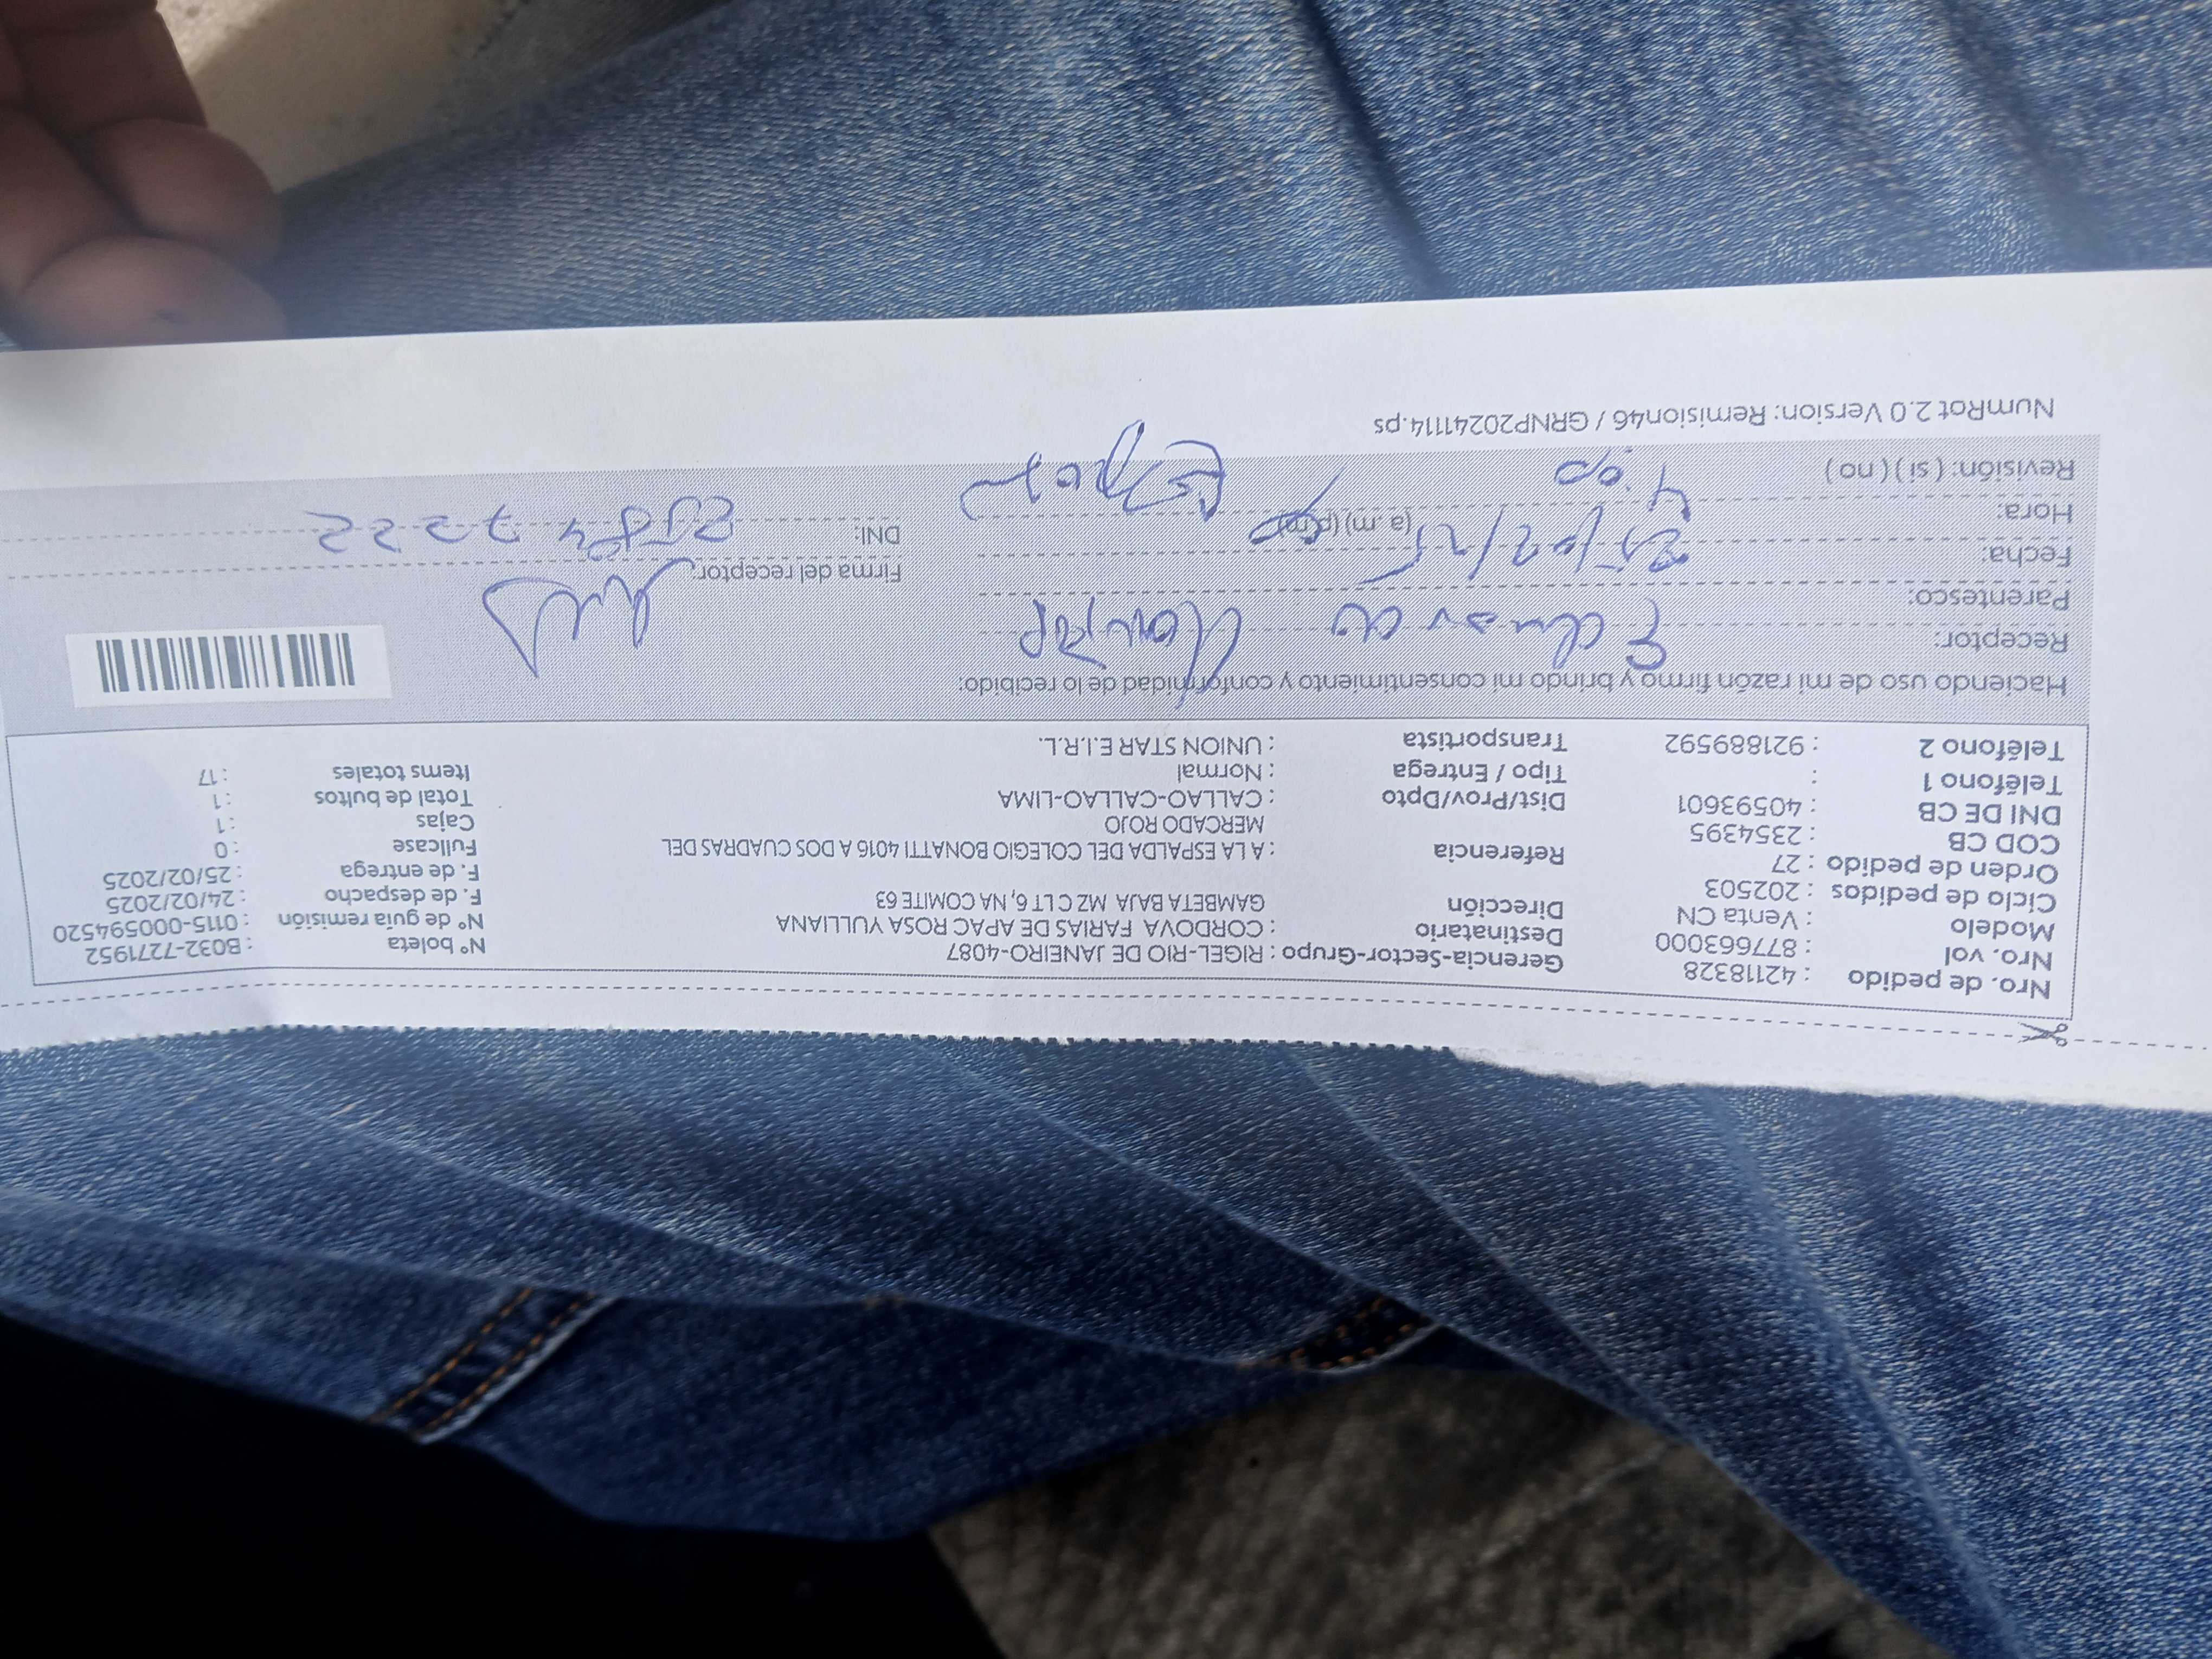 Nro. de pedido : 42118328 Gerencia-Sector-Grupo : RIGEL-RIO DE JANEIRO-4087 N° boleta : B032-7271952
Nro. vol : 877663000 Destinatario : CORDOVA FARIAS DE APAC ROSA YULLIANA N° de guía remisión : 0115-000594520
Modelo : Venta CN Dirección GAMBETA BAJA MZ C LT 6, NA COMITE 63 F. de despacho : 24/02/2025
Ciclo de pedidos : 202503 F. de entrega : 25/02/2025
Orden de pedido : 27 Referencia : A LA ESPALDA DEL COLEGIO BONATTI 4016 A DOS CUADRAS DEL Fullcase : 0
COD CB : 2354395 MERCADO ROJO Cajas : 1
DNI DE CB : 40593601 Dist/Prov/Dpto : CALLAO-CALLAO-LIMA Total de bultos : 1
Teléfono 1 : Tipo / Entrega : Normal Items totales : 17
Teléfono 2 : 921889592 Transportista : UNION STAR E.I.R.L.
Haciendo uso de mi razón firmo y brindo mi consentimiento y conformidad de lo recibido:
Receptor: Eduardo
Parentesco: Firma del receptor:
Fecha: 25/02/25 DNI:
Hora: 4:00 (a. m) (p. m)
Revisión: ( si ) ( no )
NumRot 2.0 Version: Remision46 / GRNP20241114.ps